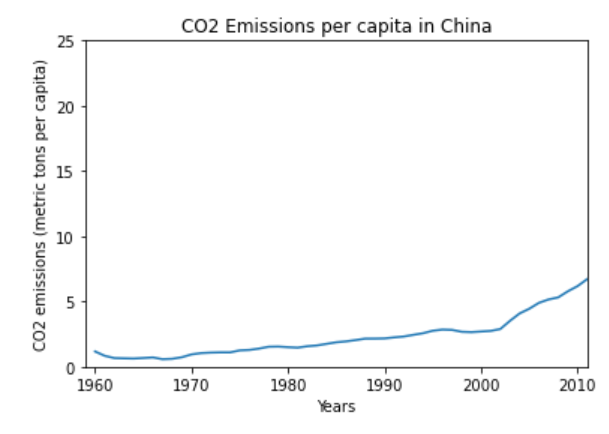 CO2 Emissions per capita in China
25
20
15
10
5
0
CO2 emissions (metric tons per capita)
1960 1970 1980 1990 2000 2010
Years